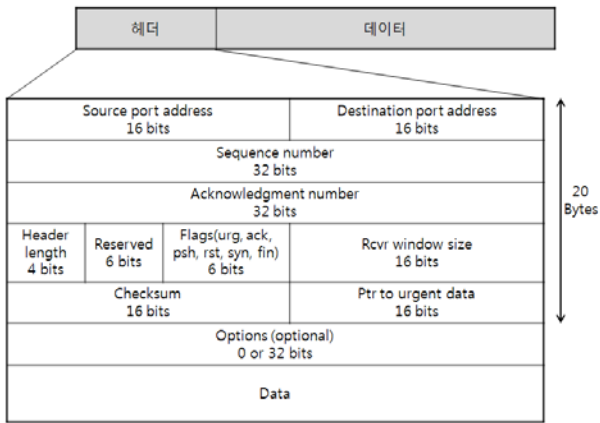 헤더
데이터
Source port address
16 bits
Destination port address
16 bits
Sequence number
32 bits
Acknowledgment number
32 bits
20
Bytes
Header
length
4 bits
Reserved
6 bits
Flags(urg, ack,
psh, rst, syn, fin)
6 bits
Rcvr window size
16 bits
Checksum
16 bits
Ptr to urgent data
16 bits
Options (optional)
0 or 32 bits
Data